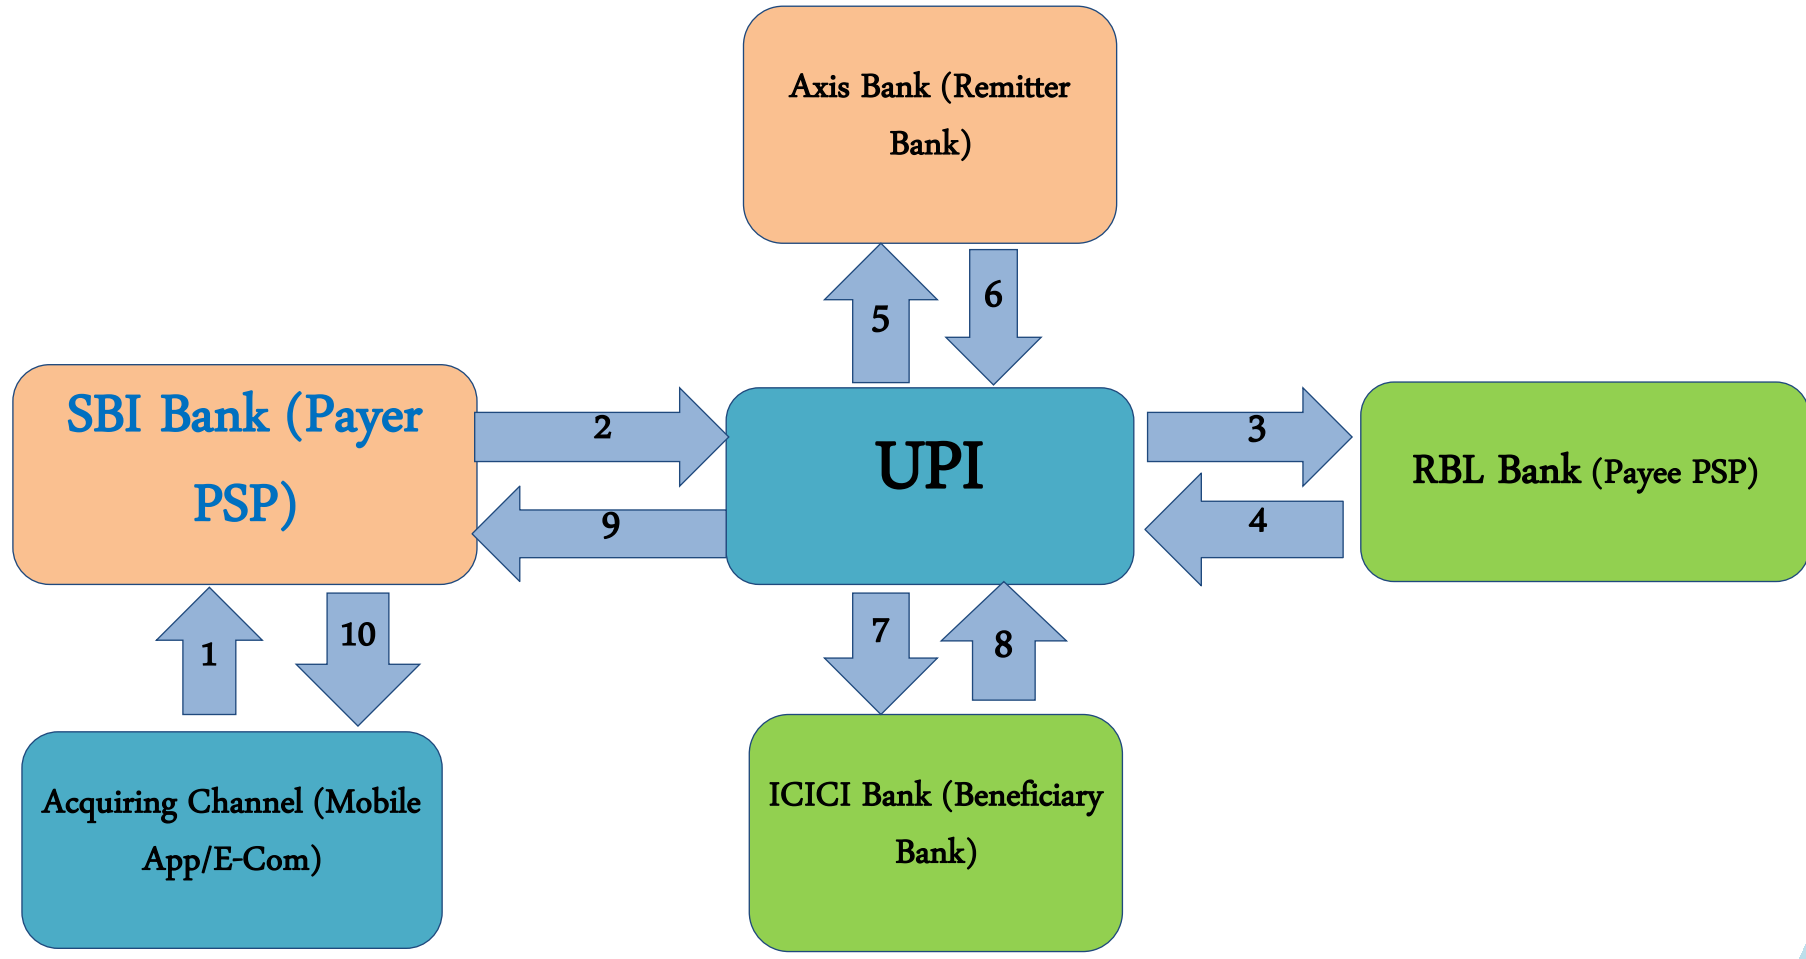 Axis Bank (Remitter
Bank)
5
6
SBI Bank (Payer
PSP)
2
9
UPI
3
4
RBL Bank (Payee PSP)
1
10
7
8
Acquiring Channel (Mobile
App/E-Com)
ICICI Bank (Beneficiary
Bank)